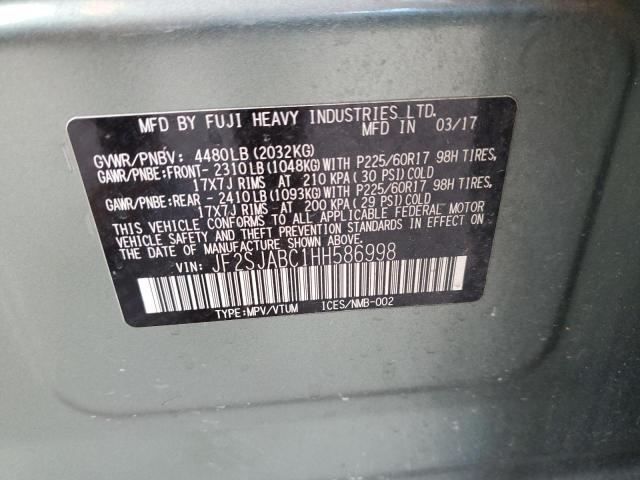 MFD BY FUJI HEAVY INDUSTRIES LTD.
MFD IN 03/17
GVWR/PNBV: 4480LB (2032KG)
GAWR/PNBE:FRONT- 2310LB (1048KG)WITH P225/60R17 98H TIRES,
17X7J RIMS AT 210 KPA (30 PSI)COLD
GAWR/PNBE:REAR - 2410LB (1093KG)WITH P225/60R17 98H TIRES,
17X7J RIMS AT 200 KPA (29 PSI)COLD
THIS VEHICLE CONFORMS TO ALL APPLICABLE FEDERAL MOTOR
VEHICLE SAFETY AND THEFT PREVENTION STANDARDS IN EFFECT ON
THE DATE OF MANUFACTURE SHOWN ABOVE.
VIN: JF2SJABC1HH586998
TYPE:MPV/VTUM ICES/NMB-002